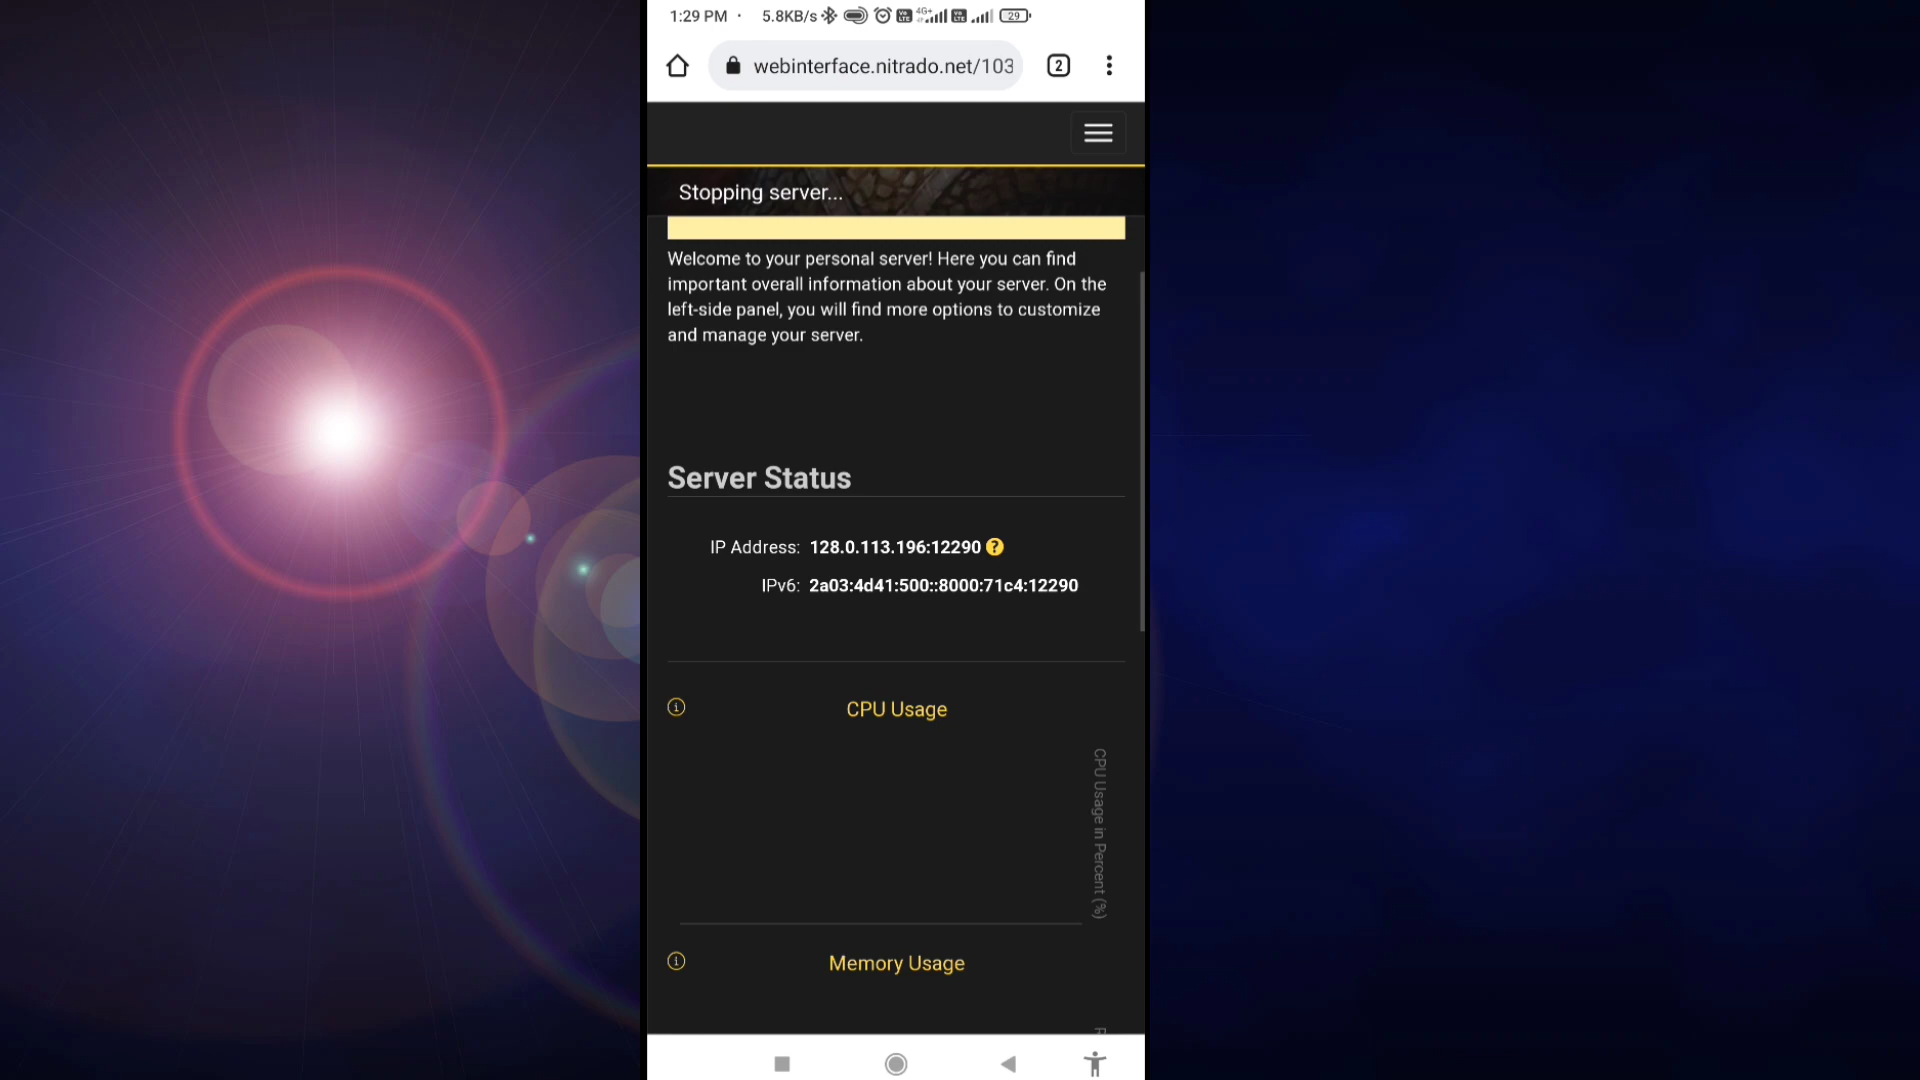 1:29 PM · 5.8KB/s 4G+ 29
webinterface.nitrado.net/103 2
Stopping server...
Welcome to your personal server! Here you can find
important overall information about your server. On the
left-side panel, you will find more options to customize
and manage your server.
Server Status
IP Address: 128.0.113.196:12290 ?
IPv6: 2a03:4d41:500::8000:71c4:12290
CPU Usage
CPU Usage in Percent (%)
Memory Usage